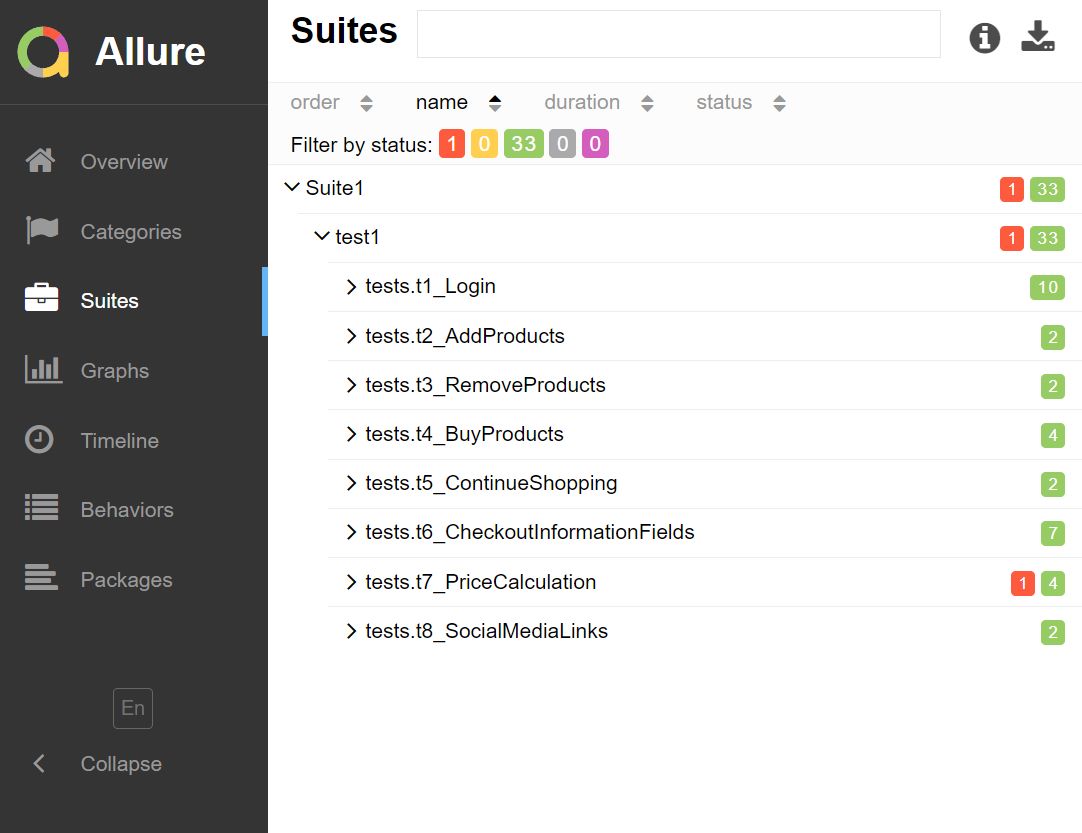 Allure
Overview
Categories
Suites
Graphs
Timeline
Behaviors
Packages
En
Collapse
Suites
order name duration status
Filter by status: 1 0 33 0 0
Suite1 1 33
test1 1 33
tests.t1_Login 10
tests.t2_AddProducts 2
tests.t3_RemoveProducts 2
tests.t4_BuyProducts 4
tests.t5_ContinueShopping 2
tests.t6_CheckoutInformationFields 7
tests.t7_PriceCalculation 1 4
tests.t8_SocialMediaLinks 2